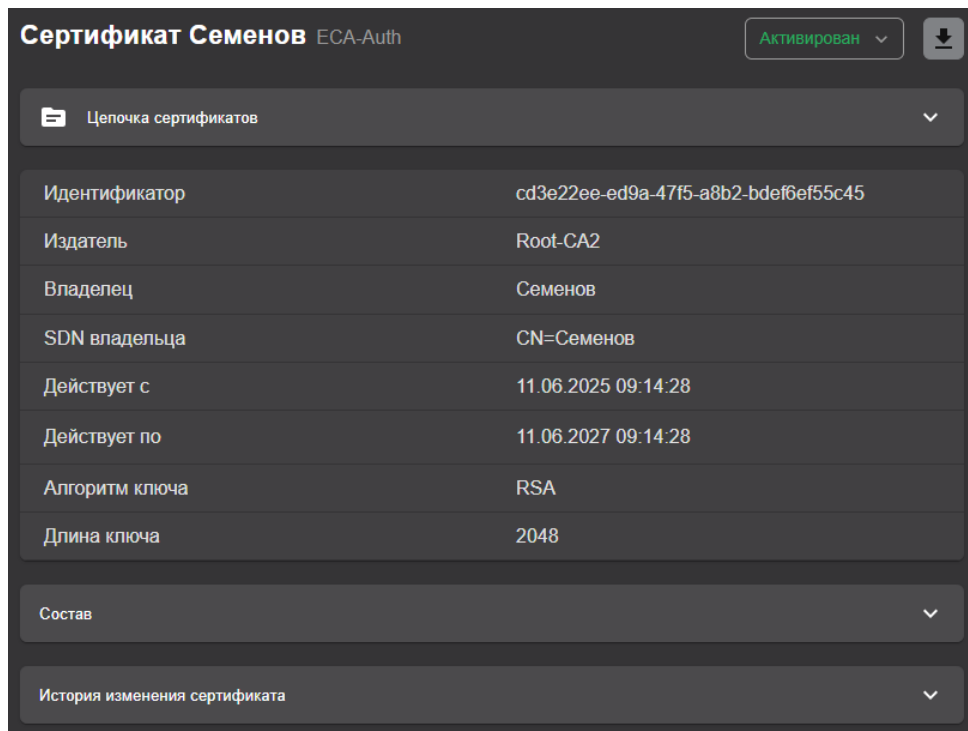 Сертификат Семенов ECA-Auth Активирован
Цепочка сертификатов
Идентификатор cd3e22ee-ed9a-47f5-a8b2-bdef6ef55c45
Издатель Root-CA2
Владелец Семенов
SDN владельца CN=Семенов
Действует с 11.06.2025 09:14:28
Действует по 11.06.2027 09:14:28
Алгоритм ключа RSA
Длина ключа 2048
Состав
История изменения сертификата